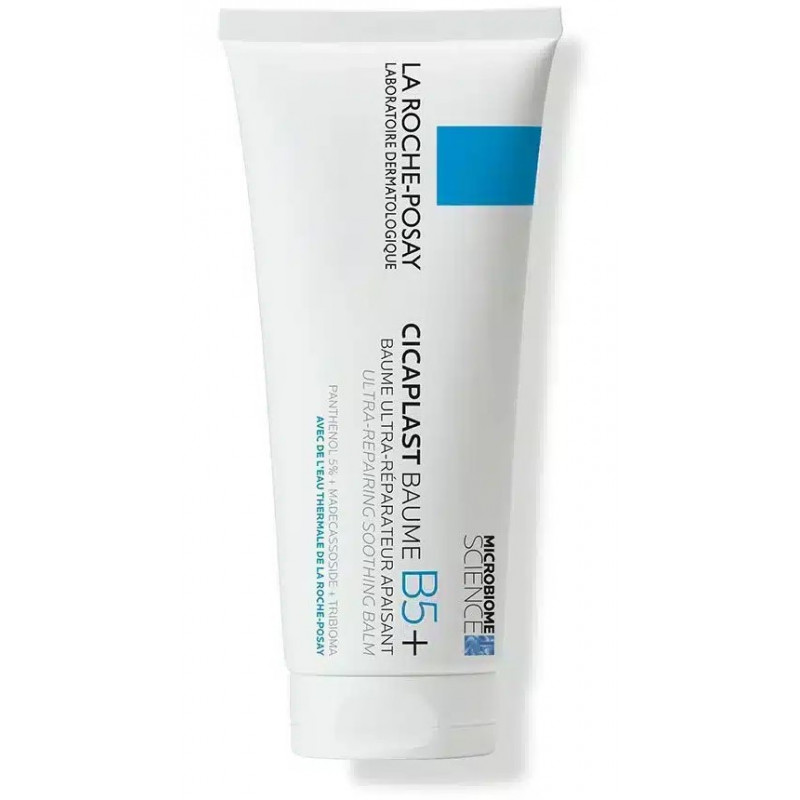 LA ROCHE-POSAY
LABORATOIRE DERMATOLOGIQUE
CICAPLAST BAUME B5+
BAUME ULTRA-RÉPARATEUR APAISANT
ULTRA-REPAIRING SOOTHING BALM
PANTHENOL 5% + MADECASSOSIDE + TRIBIOMA
AVEC DE L'EAU THERMALE DE LA ROCHE-POSAY
MICROBIOME
SCIENCE